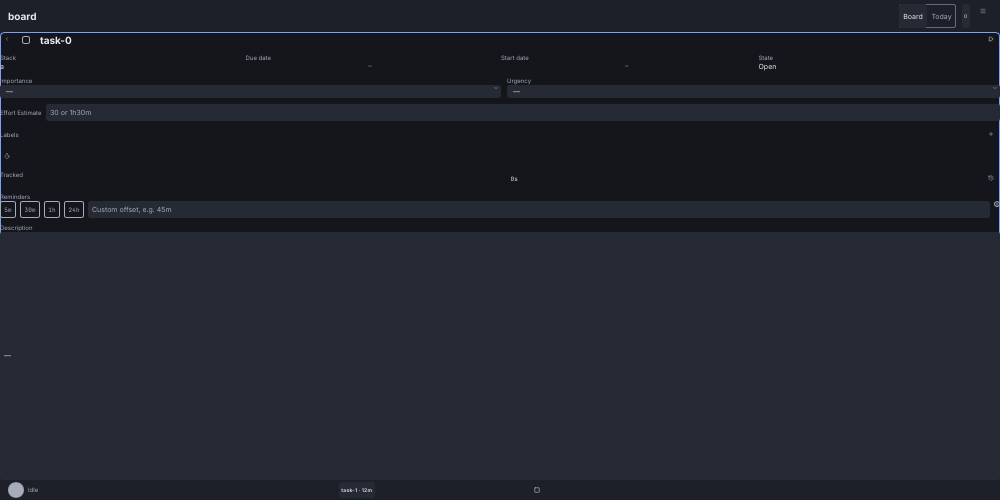 board
Board Today 0
task-0
Stack Due date Start date State
a – – Open
Importance Urgency
— —
Effort Estimate 30 or 1h30m
Labels +
Tracked
0s
Reminders
5m 30m 1h 24h Custom offset, e.g. 45m
Description
—
Idle task-1 · 12m